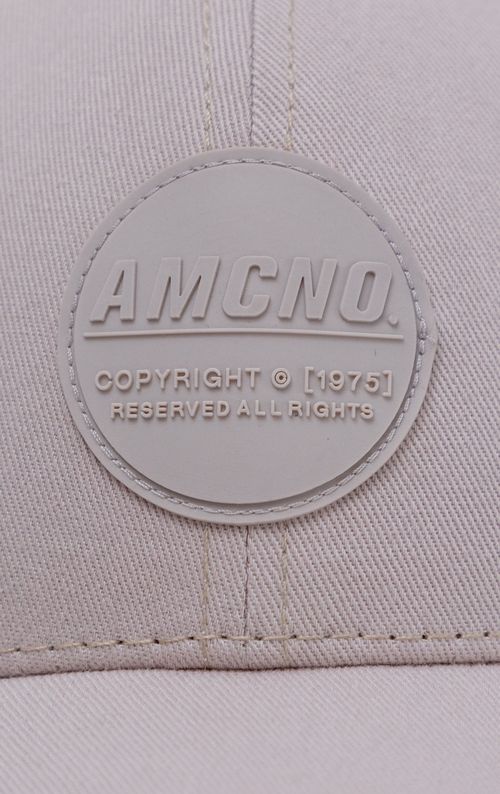 AMCNO.
COPYRIGHT © [1975]
RESERVED ALL RIGHTS